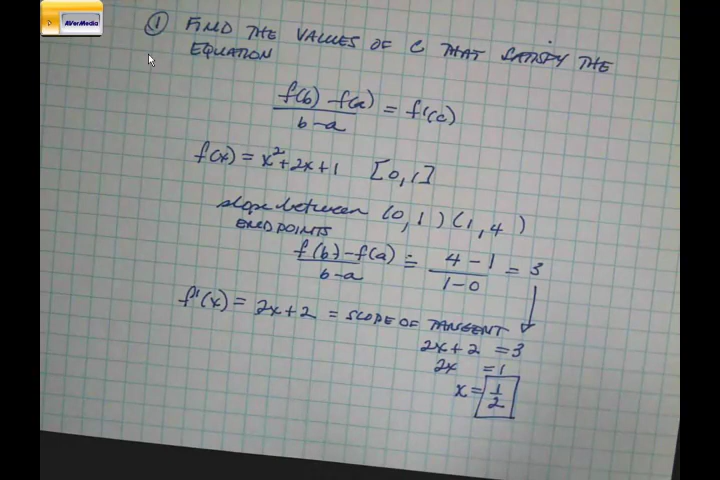 AVerMedia
① FIND THE VALUES OF C THAT SATISFY THE
EQUATION
f(b) - f(a) / b - a = f'(c)
f(x) = x² + 2x + 1 [0,1]
slope between (0,1) (1,4)
ENDPOINTS
f(b) - f(a) / b - a = 4 - 1 / 1 - 0 = 3
f'(x) = 2x + 2 = SLOPE OF TANGENT
2x + 2 = 3
2x = 1
x = 1/2